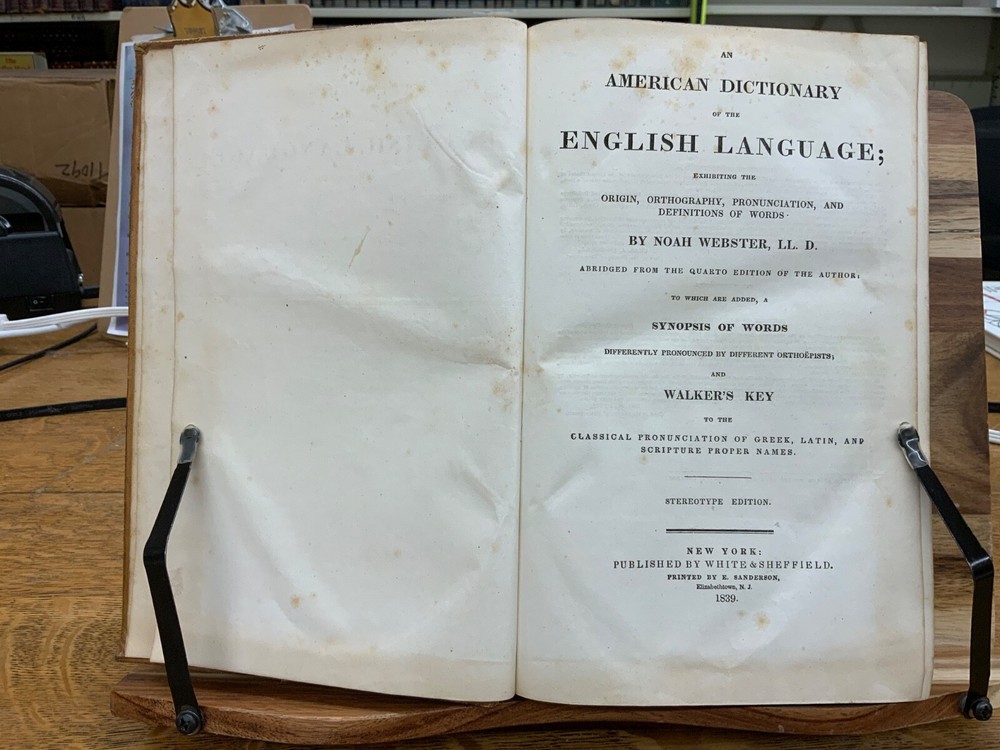 AN
AMERICAN DICTIONARY
OF THE
ENGLISH LANGUAGE;
EXHIBITING THE
ORIGIN, ORTHOGRAPHY, PRONUNCIATION, AND
DEFINITIONS OF WORDS.
BY NOAH WEBSTER, LL. D.
ABRIDGED FROM THE QUARTO EDITION OF THE AUTHOR:
TO WHICH ARE ADDED, A
SYNOPSIS OF WORDS
DIFFERENTLY PRONOUNCED BY DIFFERENT ORTHOËPISTS;
AND
WALKER'S KEY
TO THE
CLASSICAL PRONUNCIATION OF GREEK, LATIN, AND
SCRIPTURE PROPER NAMES.
STEREOTYPE EDITION.
NEW YORK:
PUBLISHED BY WHITE & SHEFFIELD.
PRINTED BY E. SANDERSON,
Elizabethtown, N. J.
1839.